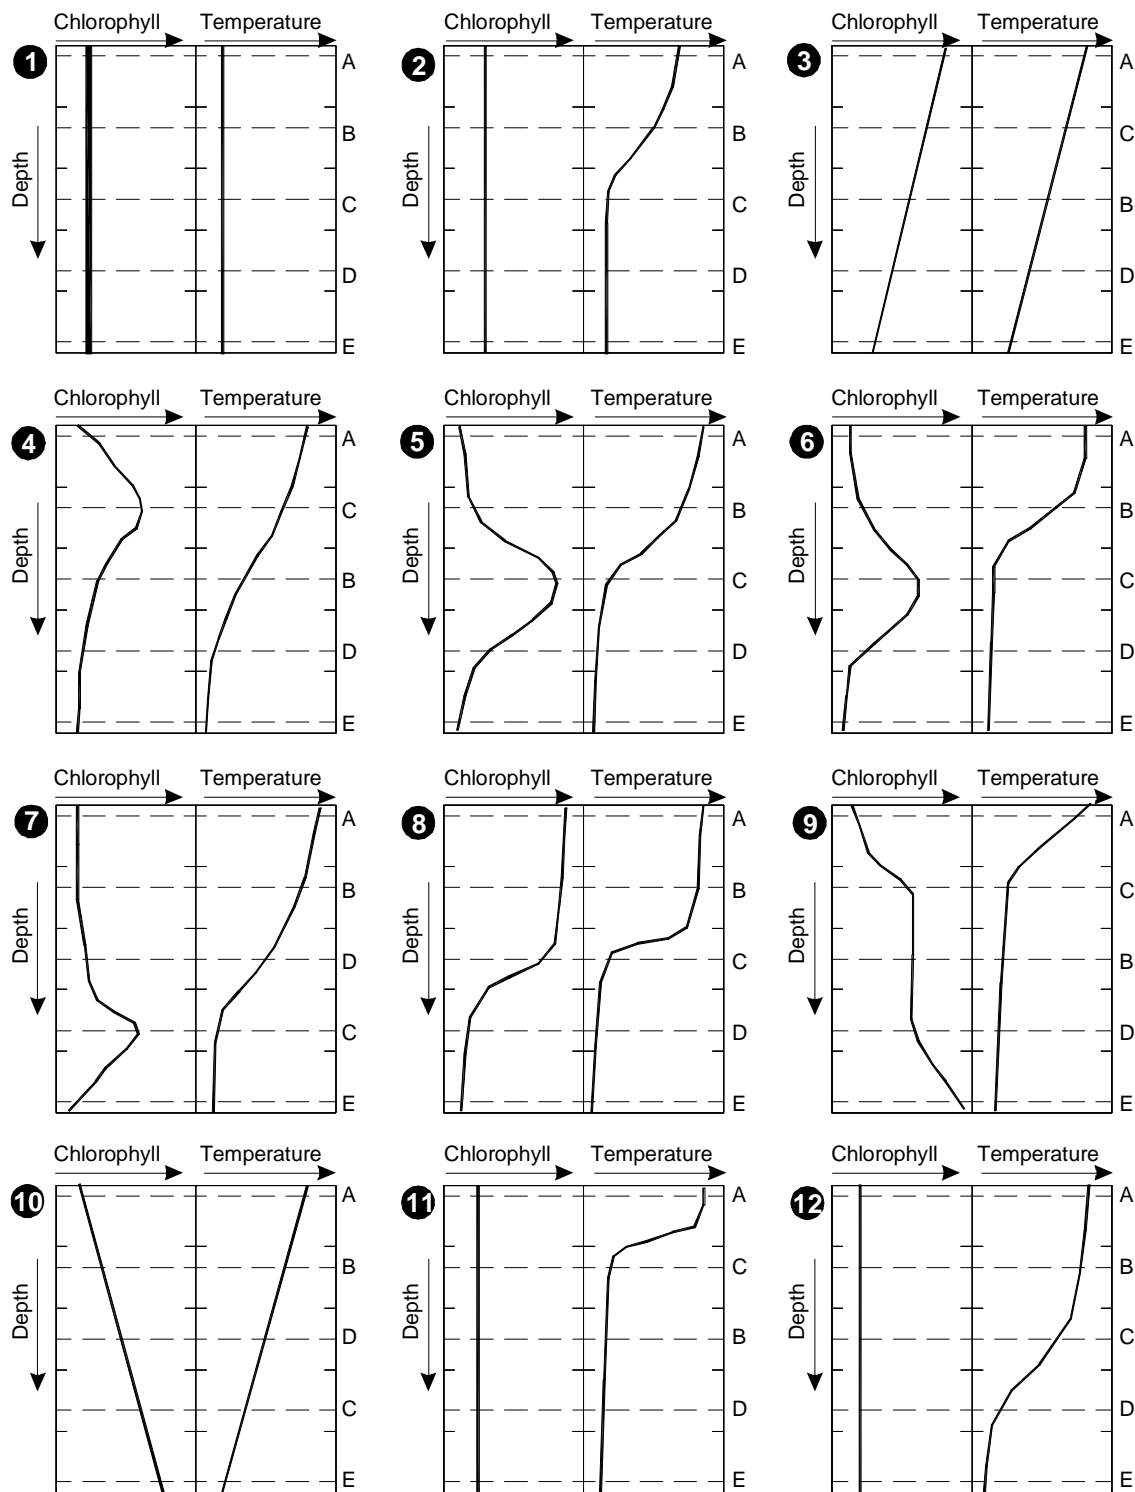 Chlorophyll Temperature Chlorophyll Temperature Chlorophyll Temperature
1 A 2 A 3 A
B B C
Depth Depth Depth
C C B
D D D
E E E
Chlorophyll Temperature Chlorophyll Temperature Chlorophyll Temperature
4 A 5 A 6 A
C B B
Depth Depth Depth
B C C
D D D
E E E
Chlorophyll Temperature Chlorophyll Temperature Chlorophyll Temperature
7 A 8 A 9 A
B B C
Depth Depth Depth
D C B
C D D
E E E
Chlorophyll Temperature Chlorophyll Temperature Chlorophyll Temperature
10 A 11 A 12 A
B C B
Depth Depth Depth
D B C
C D D
E E E